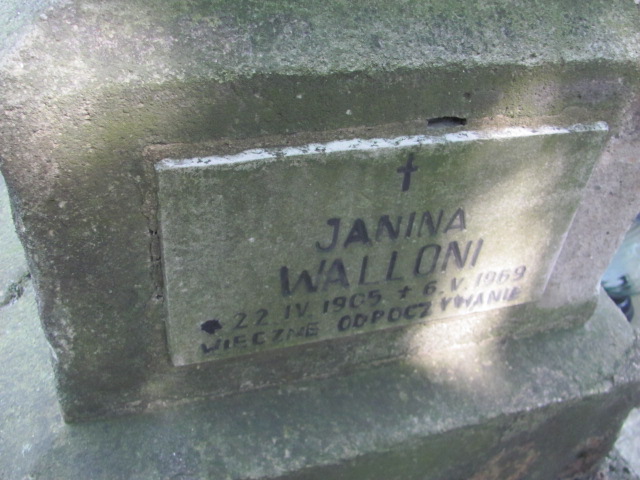 JANINA
WALLONI
* 22 IV 1905 + 6.V.1969
WIECZNE ODPOCZYWANIE